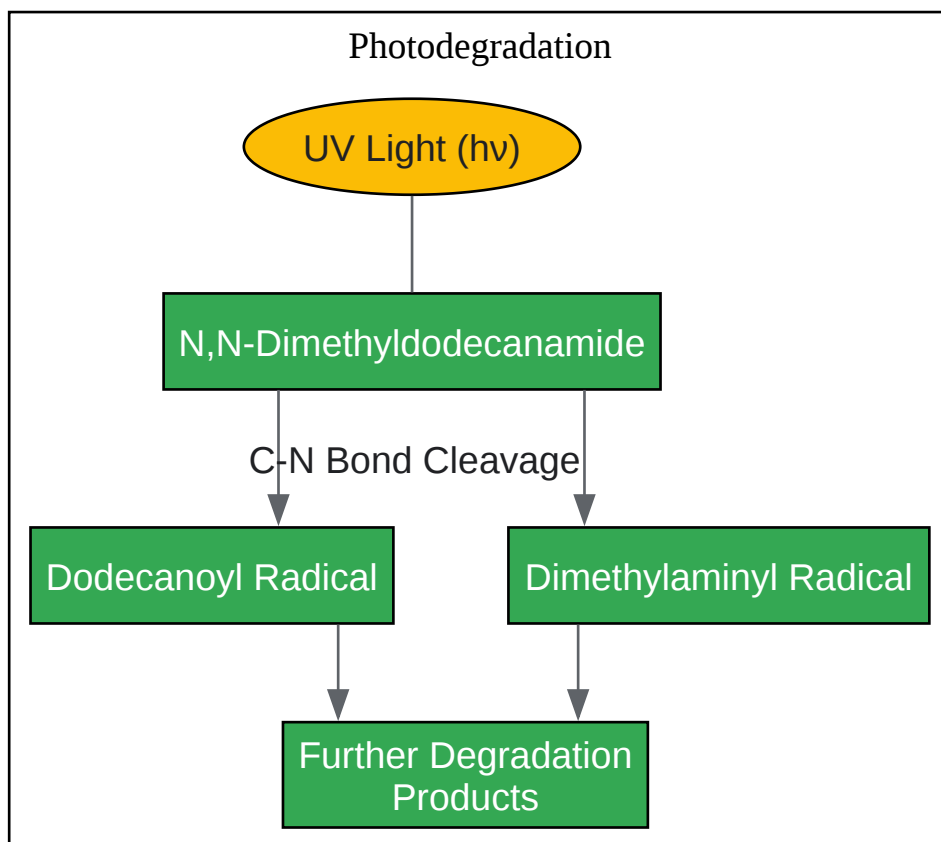 Photodegradation
UV Light (hν)
N,N-Dimethyldodecanamide
C-N Bond Cleavage
Dodecanoyl Radical
Dimethylaminyl Radical
Further Degradation
Products